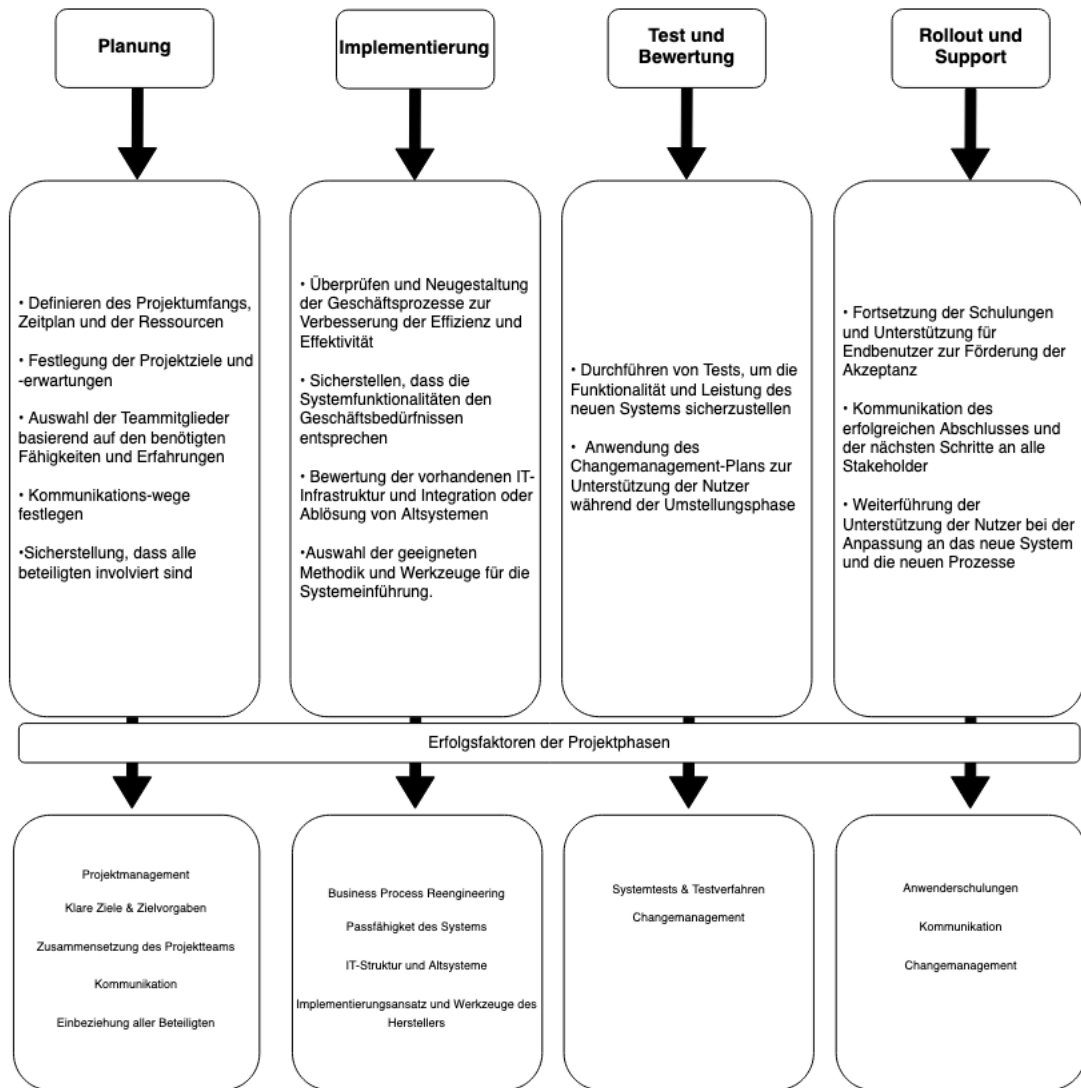 Planung
Implementierung
Test und
Bewertung
Rollout und
Support
• Definieren des Projektumfangs,
Zeitplan und der Ressourcen
• Festlegung der Projektziele und
-erwartungen
• Auswahl der Teammitglieder
basierend auf den benötigten
Fähigkeiten und Erfahrungen
• Kommunikations-wege
festlegen
•Sicherstellung, dass alle
beteiligten involviert sind
• Überprüfen und Neugestaltung
der Geschäftsprozesse zur
Verbesserung der Effizienz und
Effektivität
• Sicherstellen, dass die
Systemfunktionalitäten den
Geschäftsbedürfnissen
entsprechen
• Bewertung der vorhandenen IT-
Infrastruktur und Integration oder
Ablösung von Altsystemen
•Auswahl der geeigneten
Methodik und Werkzeuge für die
Systemeinführung.
• Durchführen von Tests, um die
Funktionalität und Leistung des
neuen Systems sicherzustellen
• Anwendung des
Changemanagement-Plans zur
Unterstützung der Nutzer
während der Umstellungsphase
• Fortsetzung der Schulungen
und Unterstützung für
Endbenutzer zur Förderung der
Akzeptanz
• Kommunikation des
erfolgreichen Abschlusses und
der nächsten Schritte an alle
Stakeholder
• Weiterführung der
Unterstützung der Nutzer bei der
Anpassung an das neue System
und die neuen Prozesse
Erfolgsfaktoren der Projektphasen
Projektmanagement
Klare Ziele & Zielvorgaben
Zusammensetzung des Projektteams
Kommunikation
Einbeziehung aller Beteiligten
Business Process Reengineering
Passfähigket des Systems
IT-Struktur und Altsysteme
Implementierungsansatz und Werkzeuge des
Herstellers
Systemtests & Testverfahren
Changemanagement
Anwenderschulungen
Kommunikation
Changemanagement